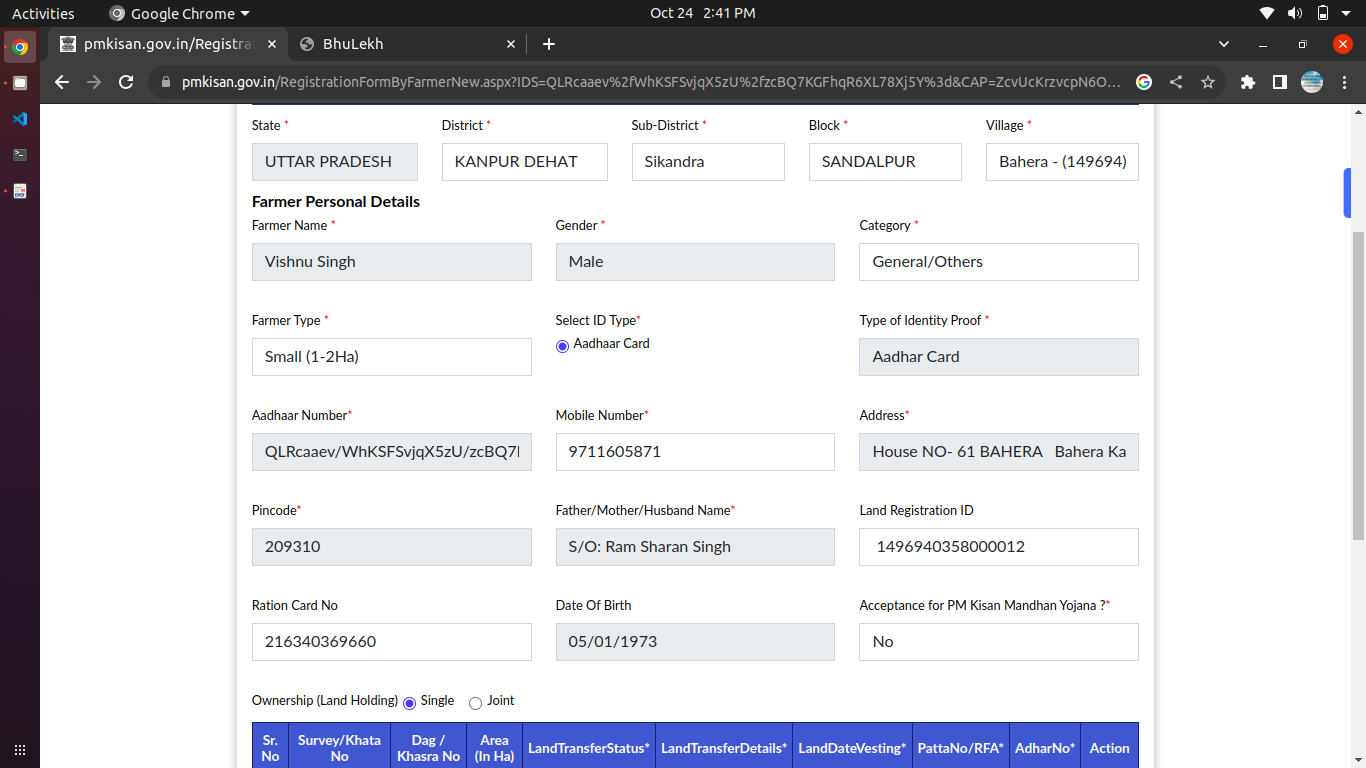 Activities Google Chrome Oct 24 2:41 PM
pmkisan.gov.in/Registra BhuLekh
pmkisan.gov.in/RegistrationFormByFarmerNew.aspx?IDS=QLRcaaev%2fWhKSFSvjqX5zU%2fzcBQ7KGFhqR6XL78Xj5Y%3d&CAP=ZcvUcKrzvcpN6O...
State * District * Sub-District * Block * Village *
UTTAR PRADESH KANPUR DEHAT Sikandra SANDALPUR Bahera - (149694)
Farmer Personal Details
Farmer Name * Gender * Category *
Vishnu Singh Male General/Others
Farmer Type * Select ID Type* Type of Identity Proof *
Small (1-2Ha) Aadhaar Card Aadhar Card
Aadhaar Number* Mobile Number* Address*
QLRcaaev/WhKSFSvjqX5zU/zcBQ7 9711605871 House NO- 61 BAHERA Bahera Ka
Pincode* Father/Mother/Husband Name* Land Registration ID
209310 S/O: Ram Sharan Singh 1496940358000012
Ration Card No Date Of Birth Acceptance for PM Kisan Mandhan Yojana ?*
216340369660 05/01/1973 No
Ownership (Land Holding) Single Joint
Sr. No Survey/Khata No Dag / Khasra No Area (In Ha) LandTransferStatus* LandTransferDetails* LandDateVesting* PattaNo/RFA* AdharNo* Action